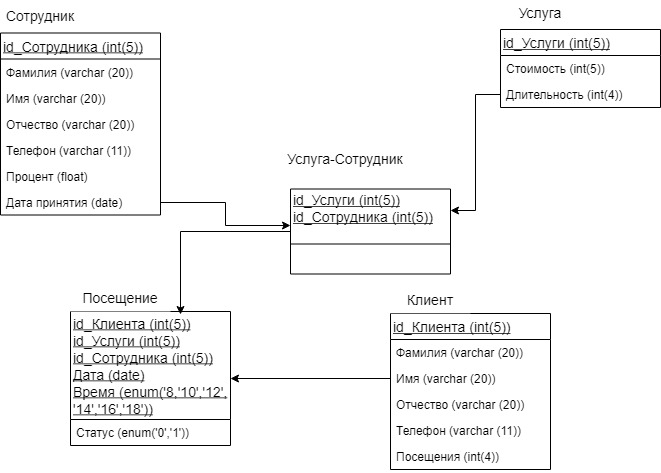 Сотрудник
id_Сотрудника (int(5))
Фамилия (varchar (20))
Имя (varchar (20))
Отчество (varchar (20))
Телефон (varchar (11))
Процент (float)
Дата принятия (date)
Услуга
id_Услуги (int(5))
Стоимость (int(5))
Длительность (int(4))
Услуга-Сотрудник
id_Услуги (int(5))
id_Сотрудника (int(5))
Посещение
id_Клиента (int(5))
id_Услуги (int(5))
id_Сотрудника (int(5))
Дата (date)
Время (enum('8,'10','12',
'14','16','18'))
Статус (enum('0','1'))
Клиент
id_Клиента (int(5))
Фамилия (varchar (20))
Имя (varchar (20))
Отчество (varchar (20))
Телефон (varchar (11))
Посещения (int(4))